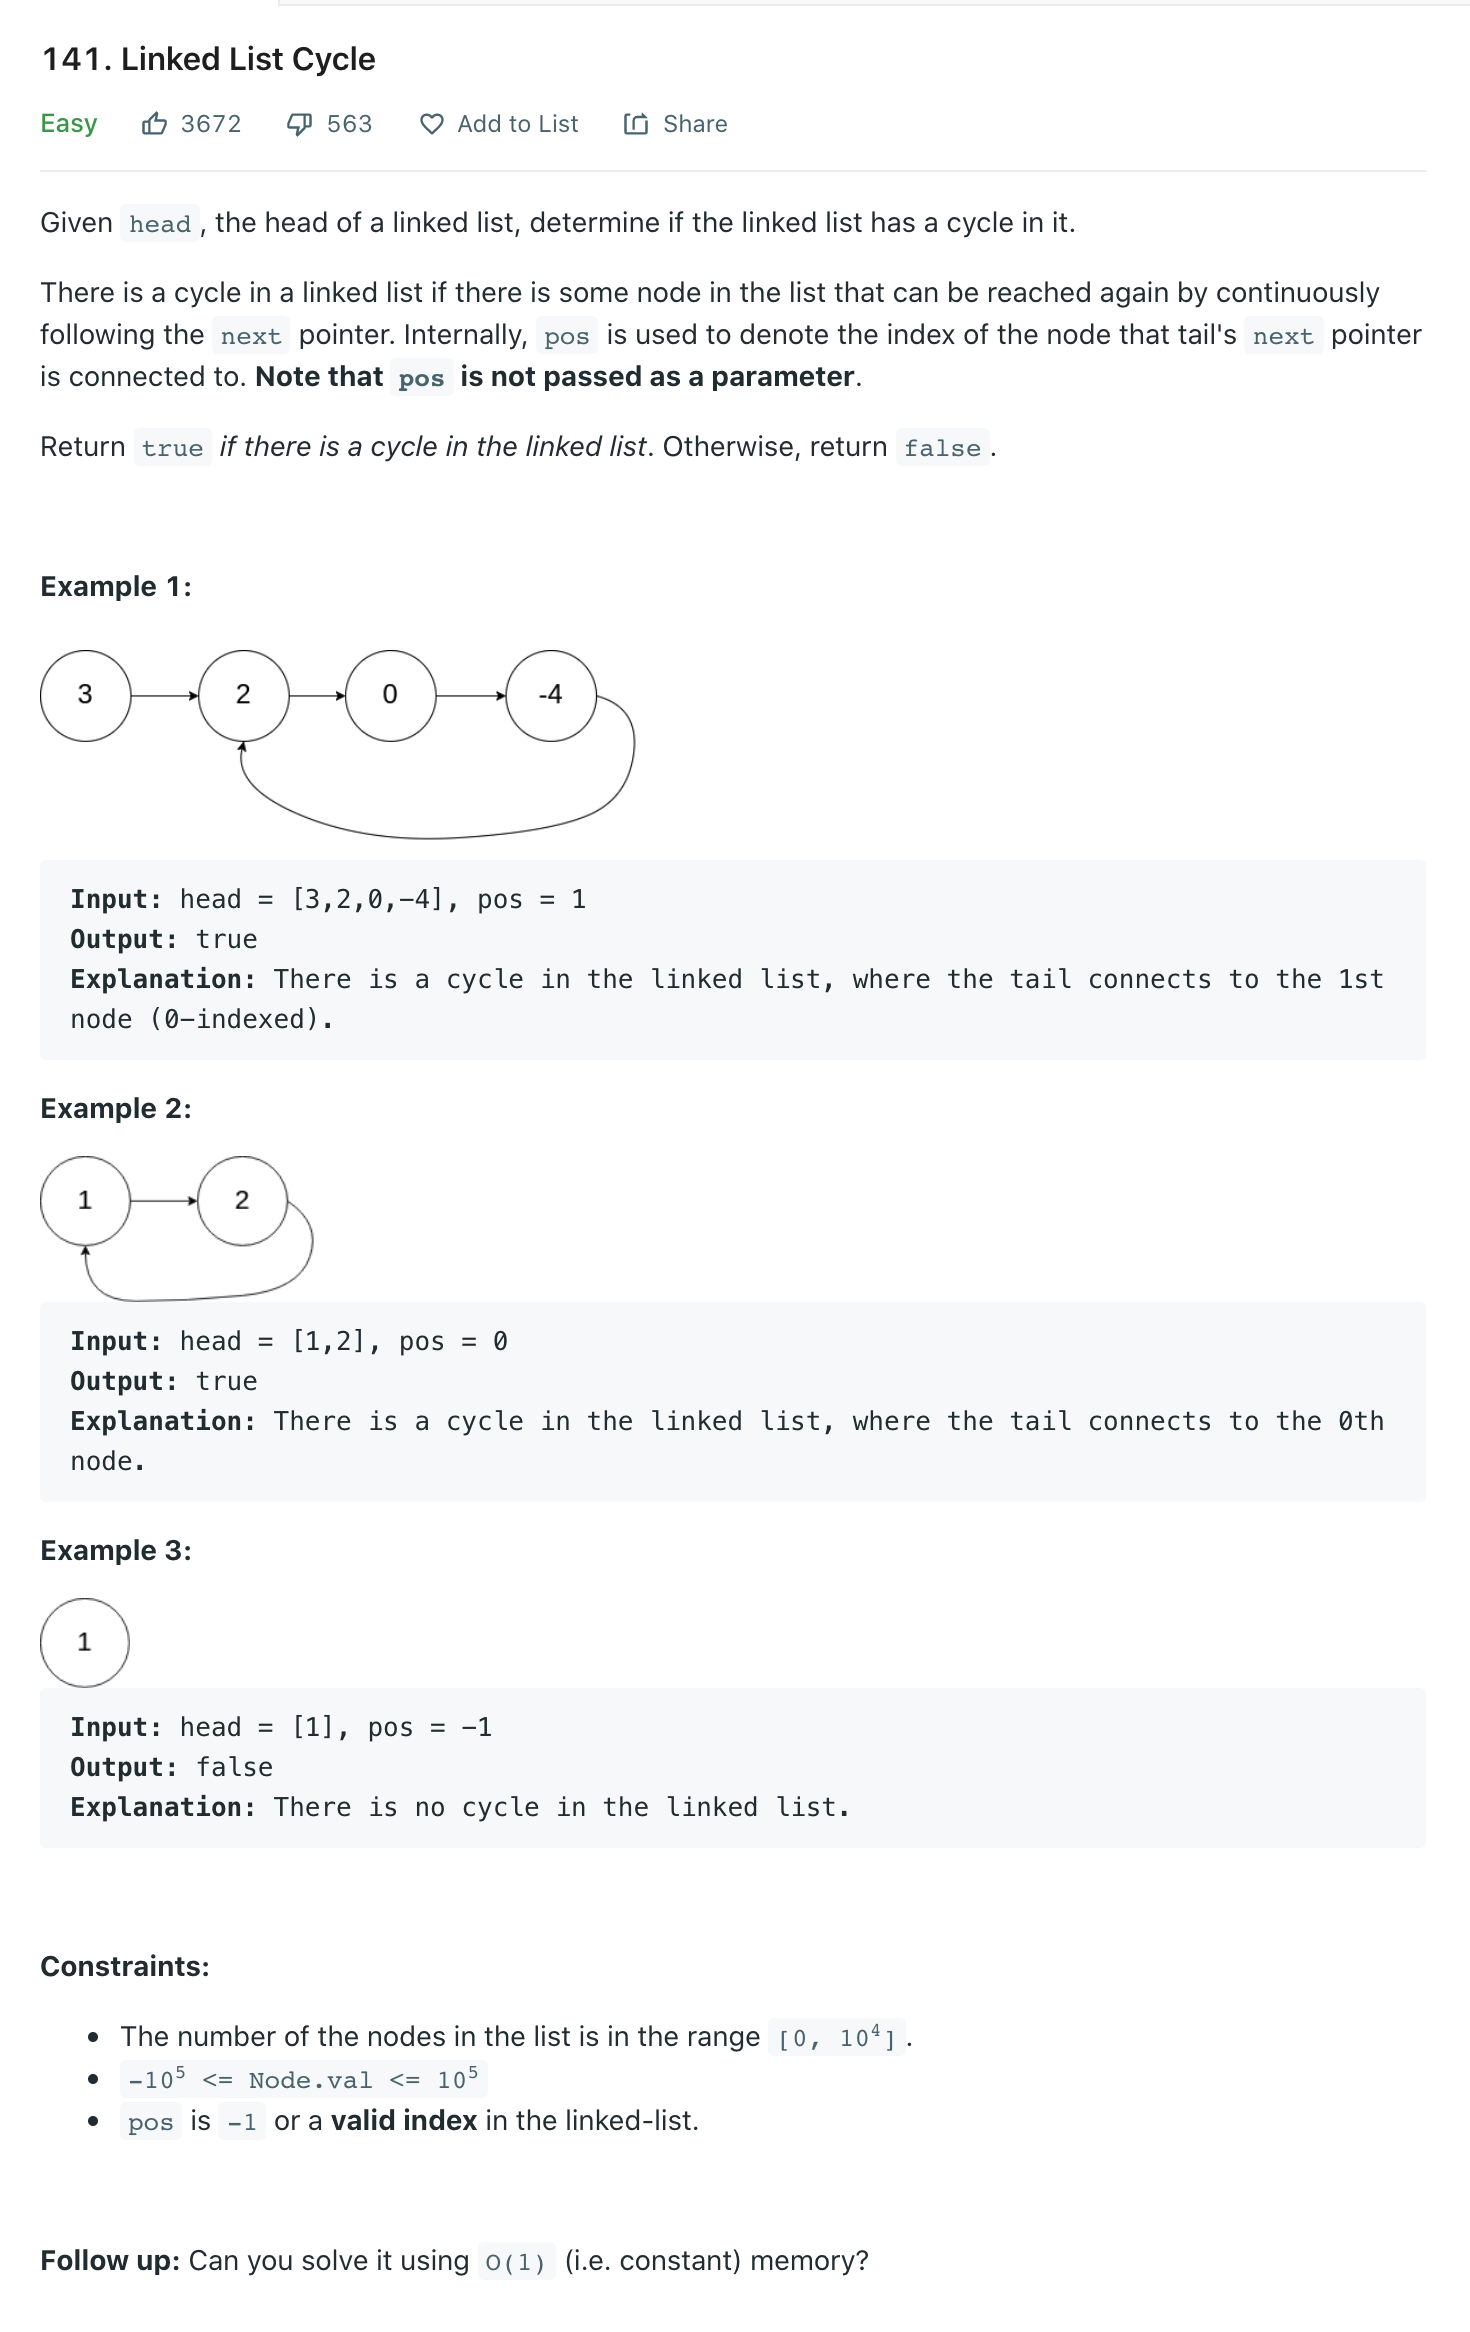 141. Linked List Cycle
Easy 3672 563 Add to List Share
Given head , the head of a linked list, determine if the linked list has a cycle in it.
There is a cycle in a linked list if there is some node in the list that can be reached again by continuously
following the next pointer. Internally, pos is used to denote the index of the node that tail's next pointer
is connected to. Note that pos is not passed as a parameter.
Return true if there is a cycle in the linked list. Otherwise, return false .
Example 1:
3 2 0 -4
Input: head = [3,2,0,-4], pos = 1
Output: true
Explanation: There is a cycle in the linked list, where the tail connects to the 1st
node (0-indexed).
Example 2:
1 2
Input: head = [1,2], pos = 0
Output: true
Explanation: There is a cycle in the linked list, where the tail connects to the 0th
node.
Example 3:
1
Input: head = [1], pos = -1
Output: false
Explanation: There is no cycle in the linked list.
Constraints:
• The number of the nodes in the list is in the range [0, 10⁴] .
• -10⁵ <= Node.val <= 10⁵
• pos is -1 or a valid index in the linked-list.
Follow up: Can you solve it using O(1) (i.e. constant) memory?